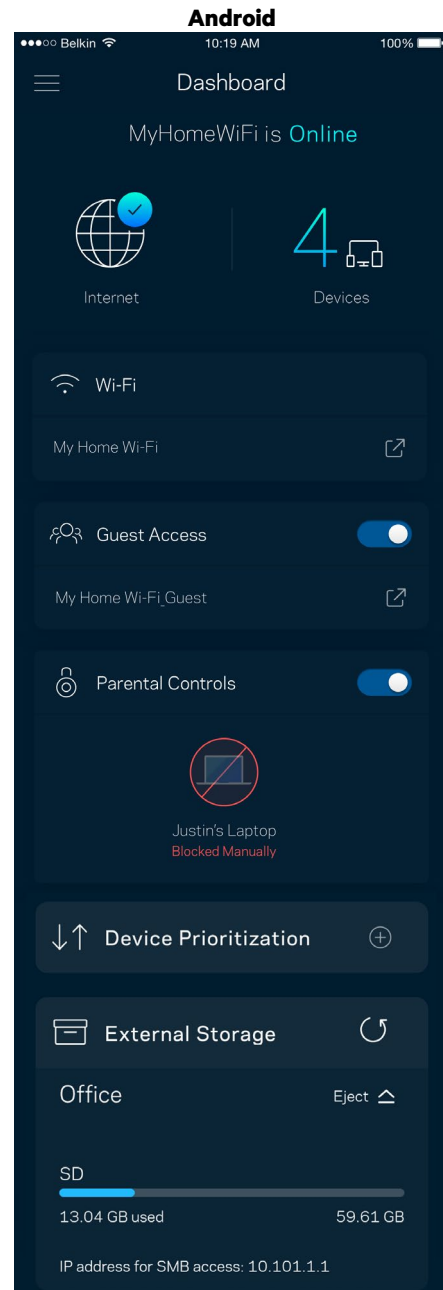 Android
Belkin 10:19 AM 100%
Dashboard
MyHomeWiFi is Online
4
Internet Devices
Wi-Fi
My Home Wi-Fi
Guest Access
My Home Wi-Fi_Guest
Parental Controls
Justin's Laptop
Blocked Manually
Device Prioritization
External Storage
Office Eject
SD
13.04 GB used 59.61 GB
IP address for SMB access: 10.101.1.1